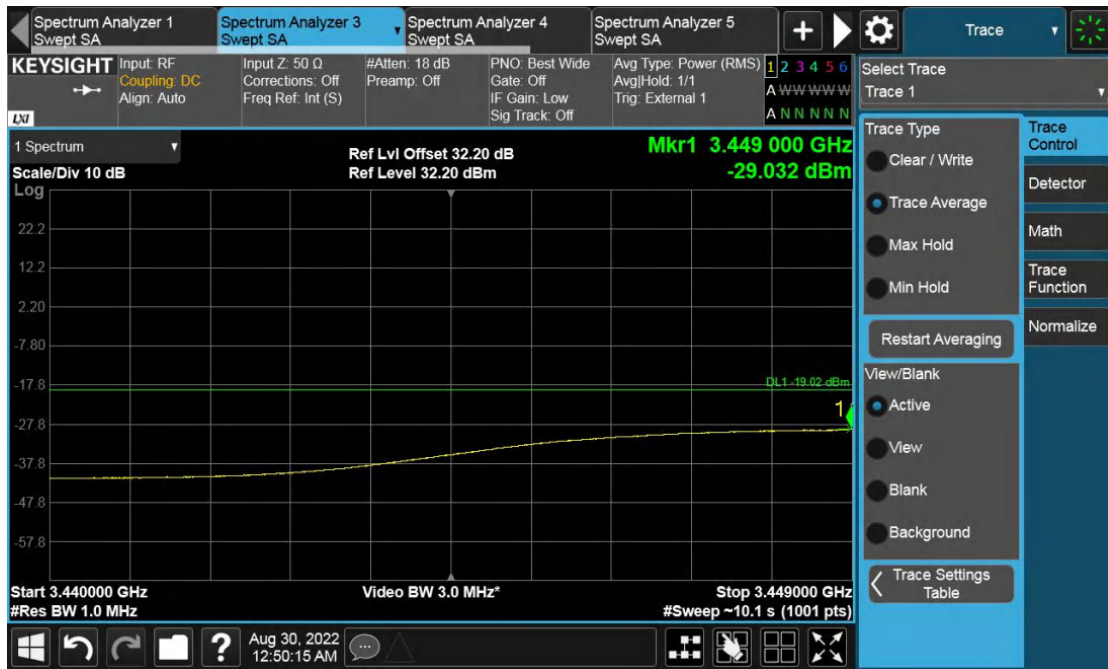 Spectrum Analyzer 1
Swept SA
Spectrum Analyzer 3
Swept SA
Spectrum Analyzer 4
Swept SA
Spectrum Analyzer 5
Swept SA
+
Trace
KEYSIGHT
LXI
Input: RF
Coupling: DC
Align: Auto
Input Z: 50 Ω
Corrections: Off
Freq Ref: Int (S)
#Atten: 18 dB
Preamp: Off
PNO: Best Wide
Gate: Off
IF Gain: Low
Sig Track: Off
Avg Type: Power (RMS)
Avg|Hold: 1/1
Trig: External 1
1 2 3 4 5 6
A W W W W W
A N N N N N
Select Trace
Trace 1
1 Spectrum
Scale/Div 10 dB
Log
Ref Lvl Offset 32.20 dB
Ref Level 32.20 dBm
Mkr1 3.449 000 GHz
-29.032 dBm
22.2
12.2
2.20
-7.80
-17.8
-27.8
-37.8
-47.8
-57.8
DL1 -19.02 dBm
1
Start 3.440000 GHz
#Res BW 1.0 MHz
Video BW 3.0 MHz*
Stop 3.449000 GHz
#Sweep ~10.1 s (1001 pts)
Trace Type
Clear / Write
Trace Average
Max Hold
Min Hold
Restart Averaging
View/Blank
Active
View
Blank
Background
Trace Settings
Table
Trace
Control
Detector
Math
Trace
Function
Normalize
?
Aug 30, 2022
12:50:15 AM